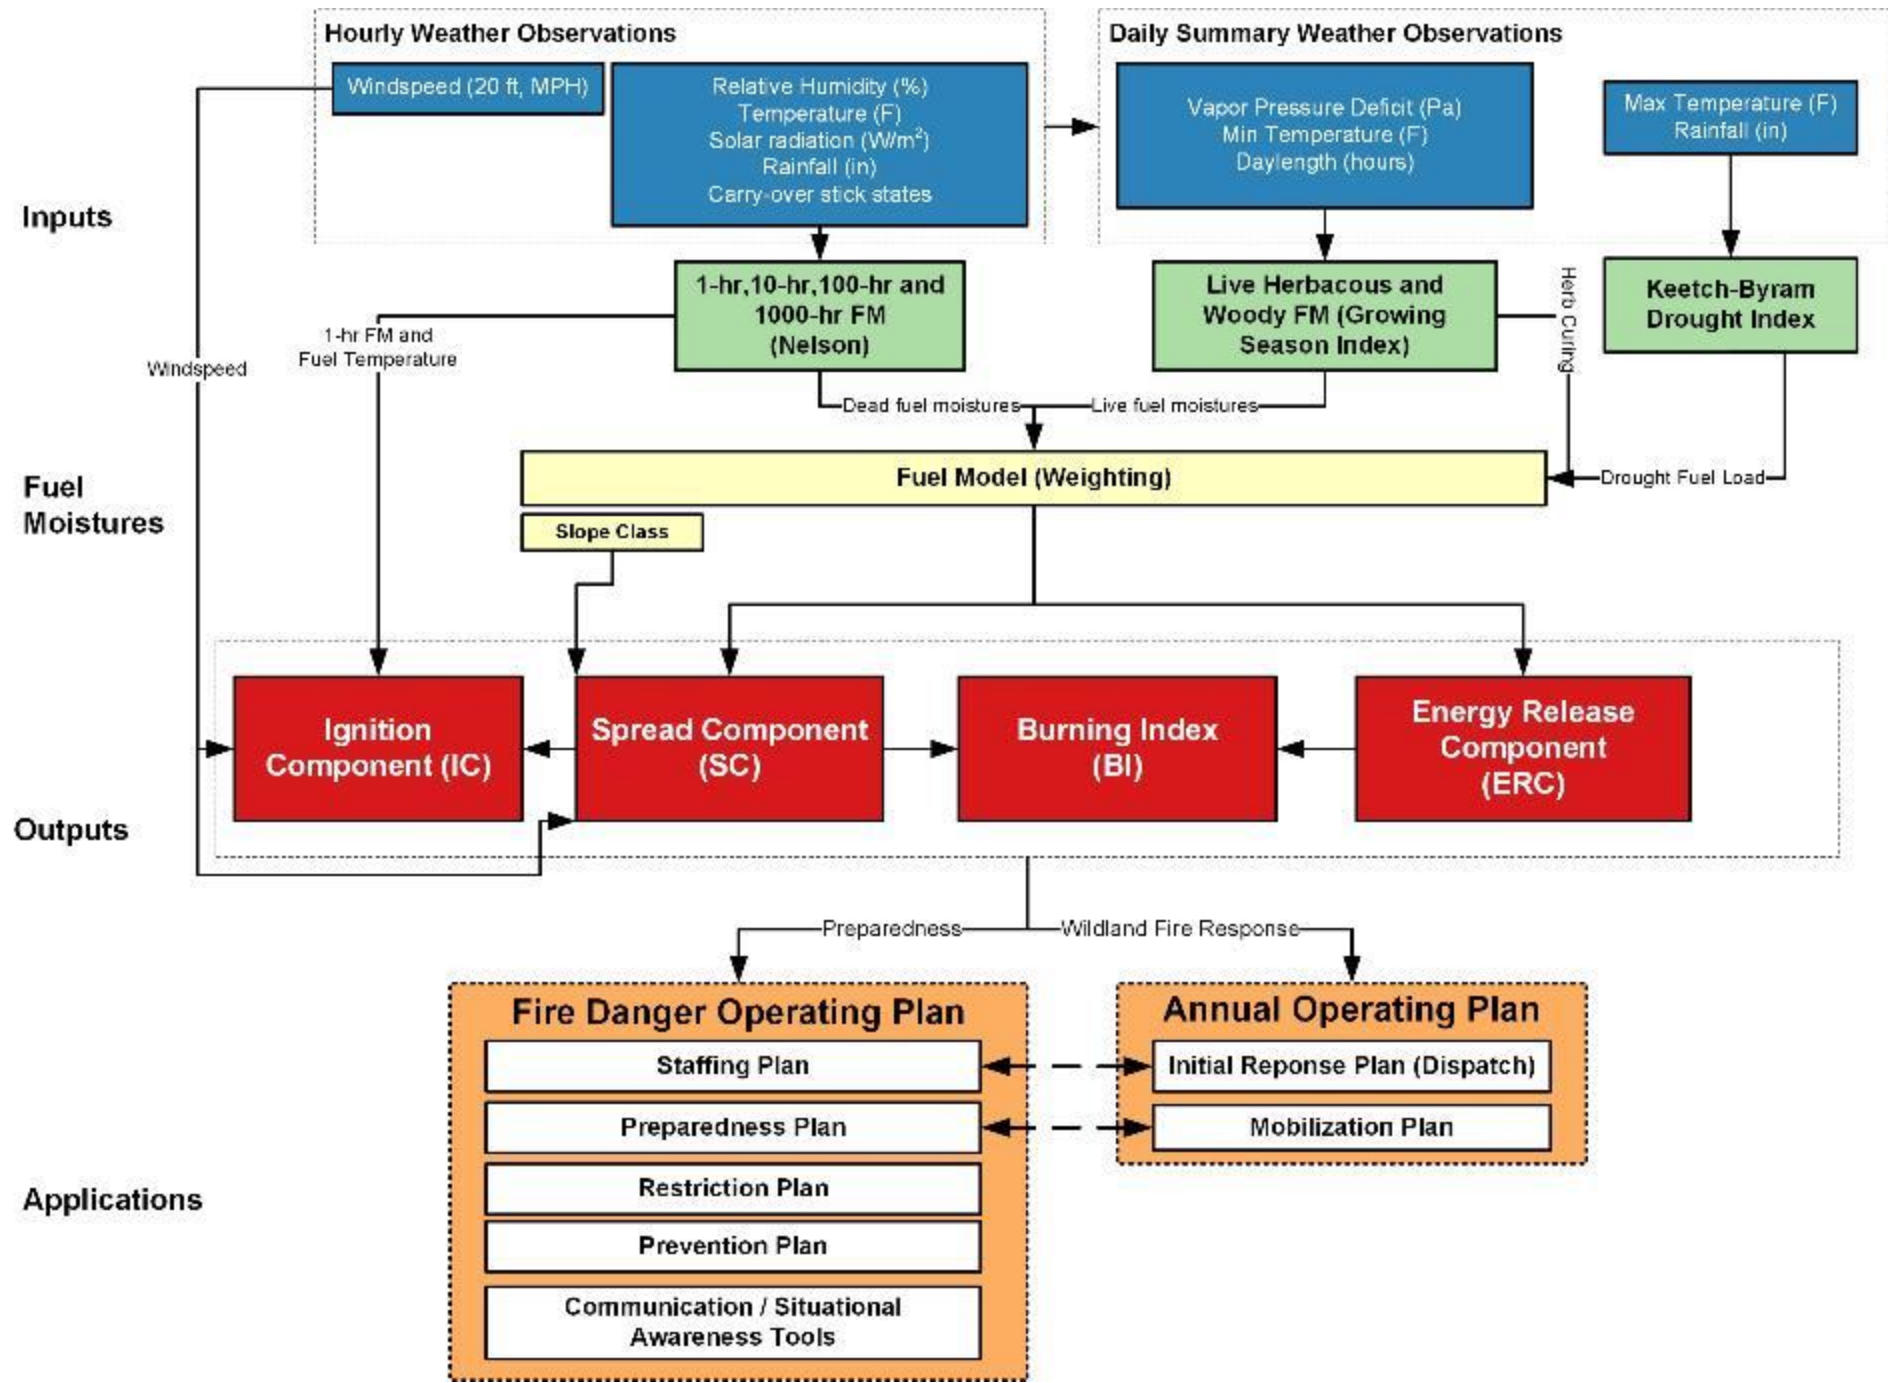 Hourly Weather Observations
Windspeed (20 ft, MPH)
Relative Humidity (%)
Temperature (F)
Solar radiation (W/m²)
Rainfall (in)
Carry-over stick states
Daily Summary Weather Observations
Vapor Pressure Deficit (Pa)
Min Temperature (F)
Daylength (hours)
Max Temperature (F)
Rainfall (in)
Inputs
1-hr,10-hr,100-hr and
1000-hr FM
(Nelson)
Live Herbacous and
Woody FM (Growing
Season Index)
Herb Curring
Keetch-Byram
Drought Index
1-hr FM and
Fuel Temperature
Windspeed
Dead fuel moistures
Live fuel moistures
Fuel
Moistures
Fuel Model (Weighting)
Drought Fuel Load
Slope Class
Outputs
Ignition
Component (IC)
Spread Component
(SC)
Burning Index
(BI)
Energy Release
Component
(ERC)
Preparedness
Wildland Fire Response
Applications
Fire Danger Operating Plan
Staffing Plan
Preparedness Plan
Restriction Plan
Prevention Plan
Communication / Situational
Awareness Tools
Annual Operating Plan
Initial Reponse Plan (Dispatch)
Mobilization Plan